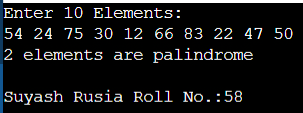 Enter 10 Elements:
54 24 75 30 12 66 83 22 47 50
2 elements are palindrome
Suyash Rusia Roll No.:58